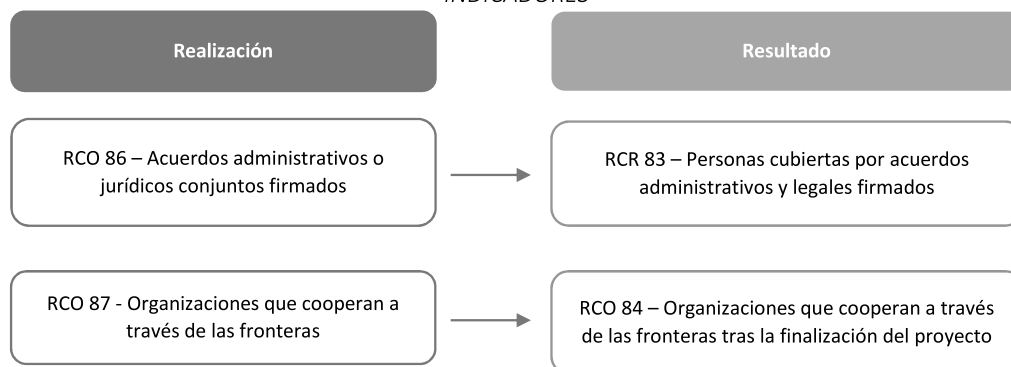 INDICADORES
Realización
Resultado
RCO 86 – Acuerdos administrativos o
jurídicos conjuntos firmados
RCR 83 – Personas cubiertas por acuerdos
administrativos y legales firmados
RCO 87 - Organizaciones que cooperan a
través de las fronteras
RCO 84 – Organizaciones que cooperan a través
de las fronteras tras la finalización del proyecto